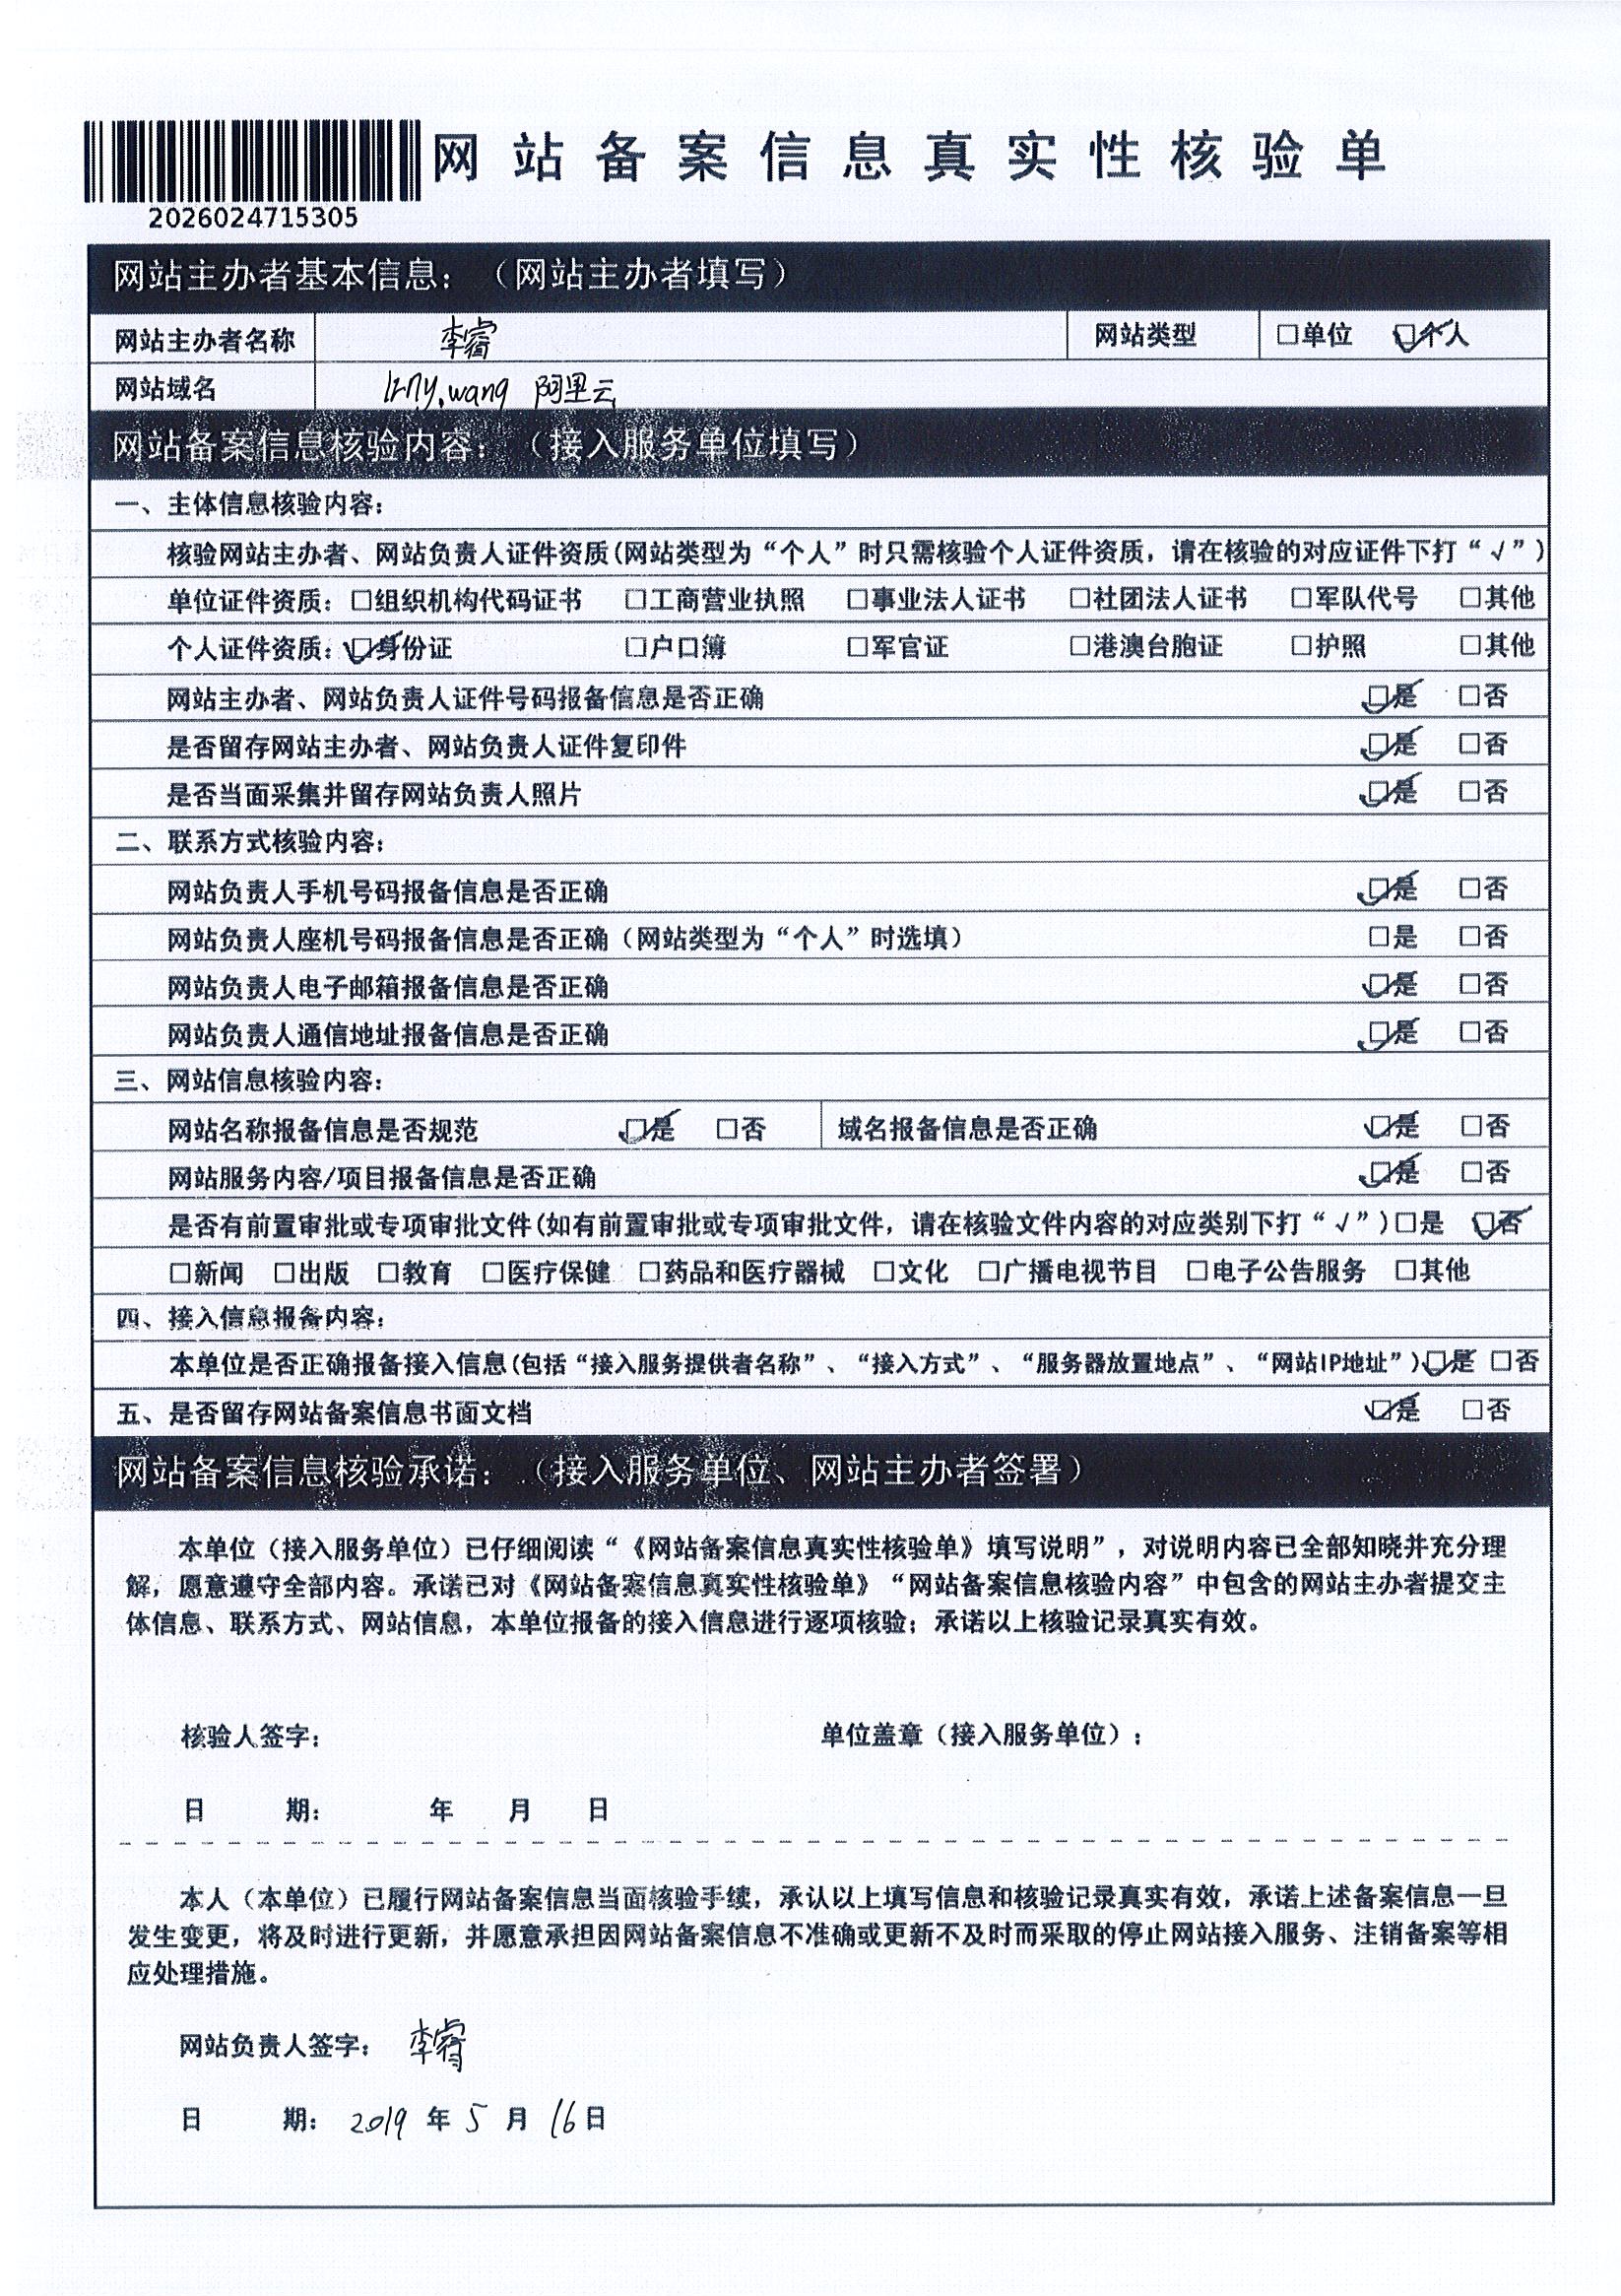 网站备案信息真实性核验单
2026024715305
网站主办者基本信息：（网站主办者填写）
网站主办者名称 李睿 网站类型 □单位 ☑个人
网站域名 .wang 阿里云
网站备案信息核验内容：（接入服务单位填写）
一、主体信息核验内容：
核验网站主办者、网站负责人证件资质(网站类型为“个人”时只需核验个人证件资质，请在核验的对应证件下打“√”)
单位证件资质：□组织机构代码证书 □工商营业执照 □事业法人证书 □社团法人证书 □军队代号 □其他
个人证件资质：☑身份证 □户口簿 □军官证 □港澳台胞证 □护照 □其他
网站主办者、网站负责人证件号码报备信息是否正确 ☑是 □否
是否留存网站主办者、网站负责人证件复印件 ☑是 □否
是否当面采集并留存网站负责人照片 ☑是 □否
二、联系方式核验内容：
网站负责人手机号码报备信息是否正确 ☑是 □否
网站负责人座机号码报备信息是否正确（网站类型为“个人”时选填） □是 □否
网站负责人电子邮箱报备信息是否正确 ☑是 □否
网站负责人通信地址报备信息是否正确 ☑是 □否
三、网站信息核验内容：
网站名称报备信息是否规范 ☑是 □否 域名报备信息是否正确 ☑是 □否
网站服务内容/项目报备信息是否正确 ☑是 □否
是否有前置审批或专项审批文件(如有前置审批或专项审批文件，请在核验文件内容的对应类别下打“√”)□是 ☑否
□新闻 □出版 □教育 □医疗保健 □药品和医疗器械 □文化 □广播电视节目 □电子公告服务 □其他
四、接入信息报备内容：
本单位是否正确报备接入信息(包括“接入服务提供者名称”、“接入方式”、“服务器放置地点”、“网站IP地址”)☑是 □否
五、是否留存网站备案信息书面文档 ☑是 □否
网站备案信息核验承诺：（接入服务单位、网站主办者签署）
本单位（接入服务单位）已仔细阅读“《网站备案信息真实性核验单》填写说明”，对说明内容已全部知晓并充分理
解，愿意遵守全部内容。承诺已对《网站备案信息真实性核验单》“网站备案信息核验内容”中包含的网站主办者提交主
体信息、联系方式、网站信息，本单位报备的接入信息进行逐项核验；承诺以上核验记录真实有效。
核验人签字： 单位盖章（接入服务单位）：
日 期： 年 月 日
本人（本单位）已履行网站备案信息当面核验手续，承认以上填写信息和核验记录真实有效，承诺上述备案信息一旦
发生变更，将及时进行更新，并愿意承担因网站备案信息不准确或更新不及时而采取的停止网站接入服务、注销备案等相
应处理措施。
网站负责人签字： 李睿
日 期： 2019 年 5 月 16 日